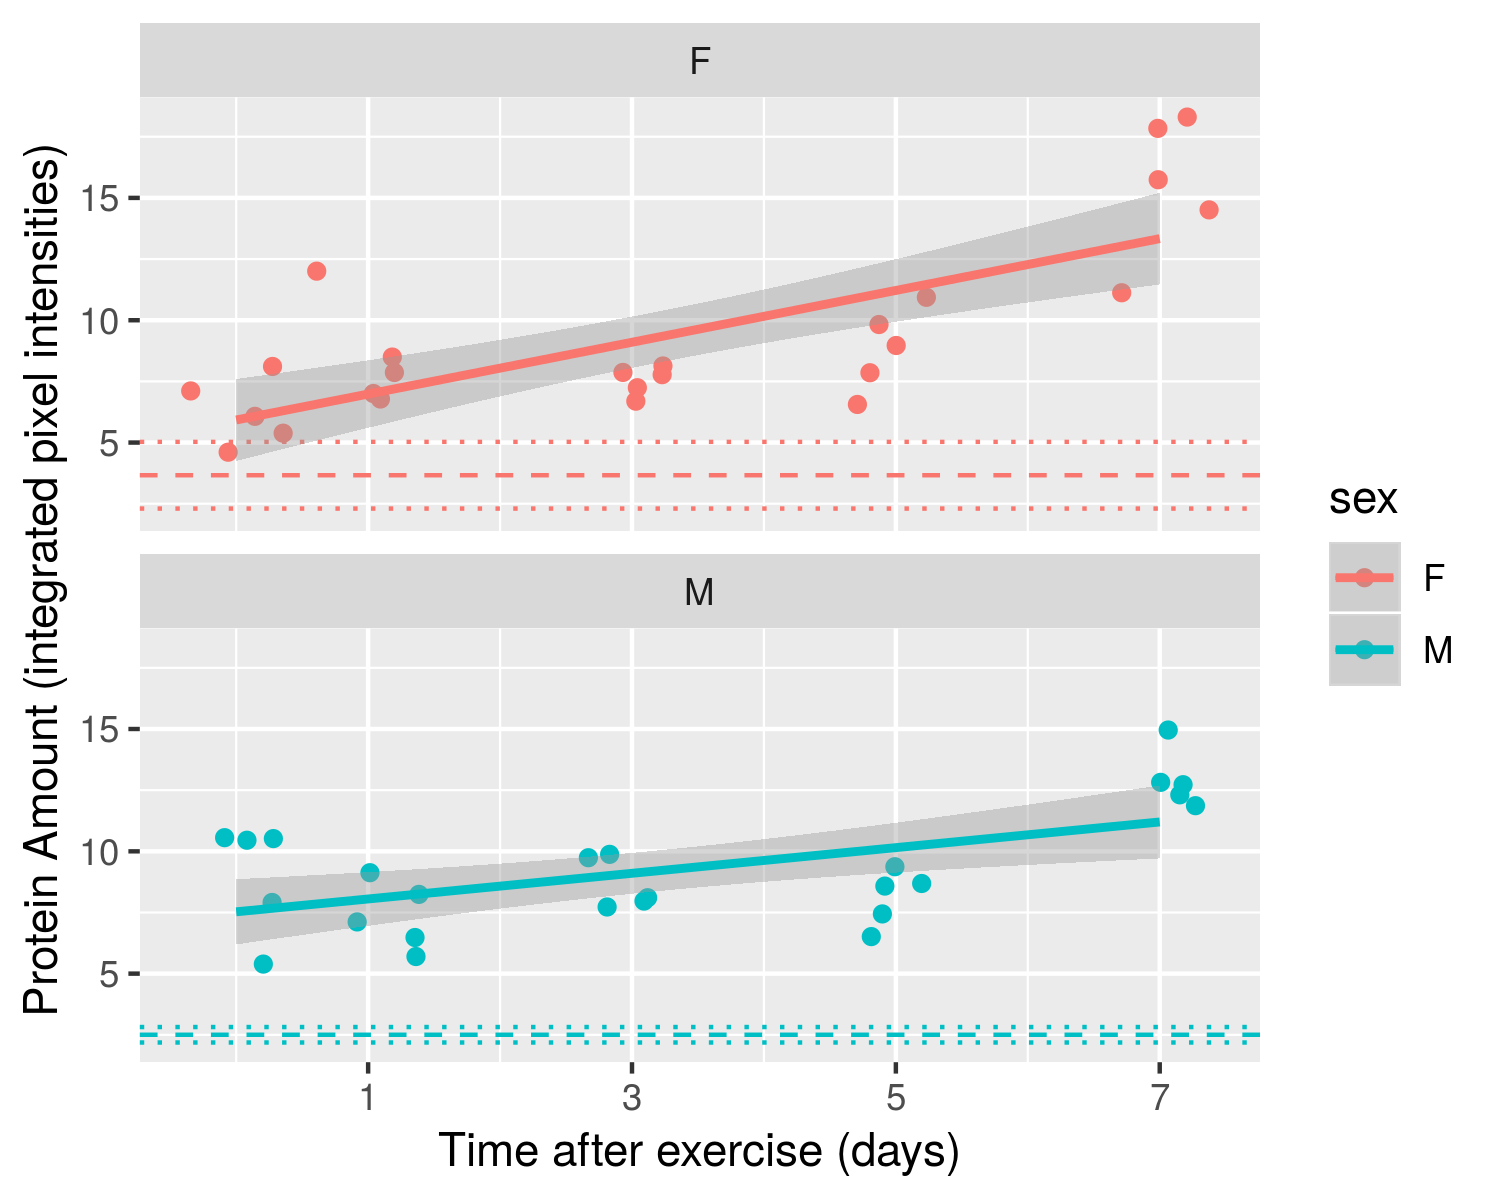 F
15
10
5
M
15
10
5
1 3 5 7
Time after exercise (days)
Protein Amount (integrated pixel intensities)
sex
F
M